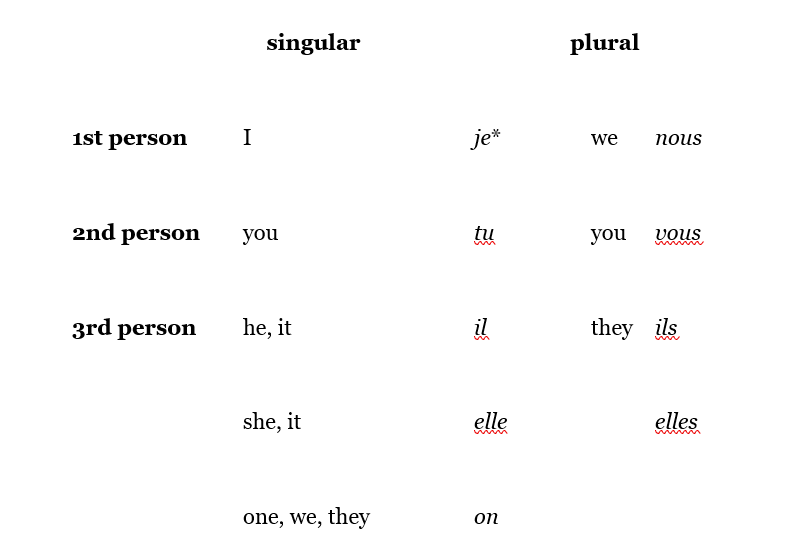 singular plural
1st person I je* we nous
2nd person you tu you vous
3rd person he, it il they ils
she, it elle elles
one, we, they on